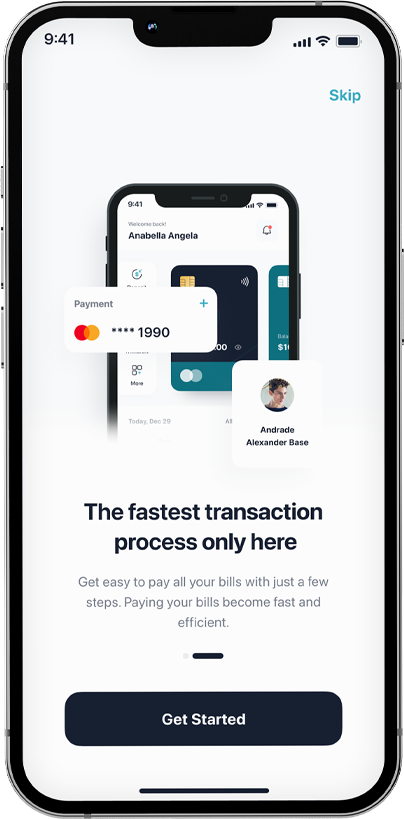 9:41
Skip
9:41
Welcome back!
Anabella Angela
Payment
**** 1990
More
Today, Dec 29
Andrade
Alexander Base
The fastest transaction
process only here
Get easy to pay all your bills with just a few
steps. Paying your bills become fast and
efficient.
Get Started